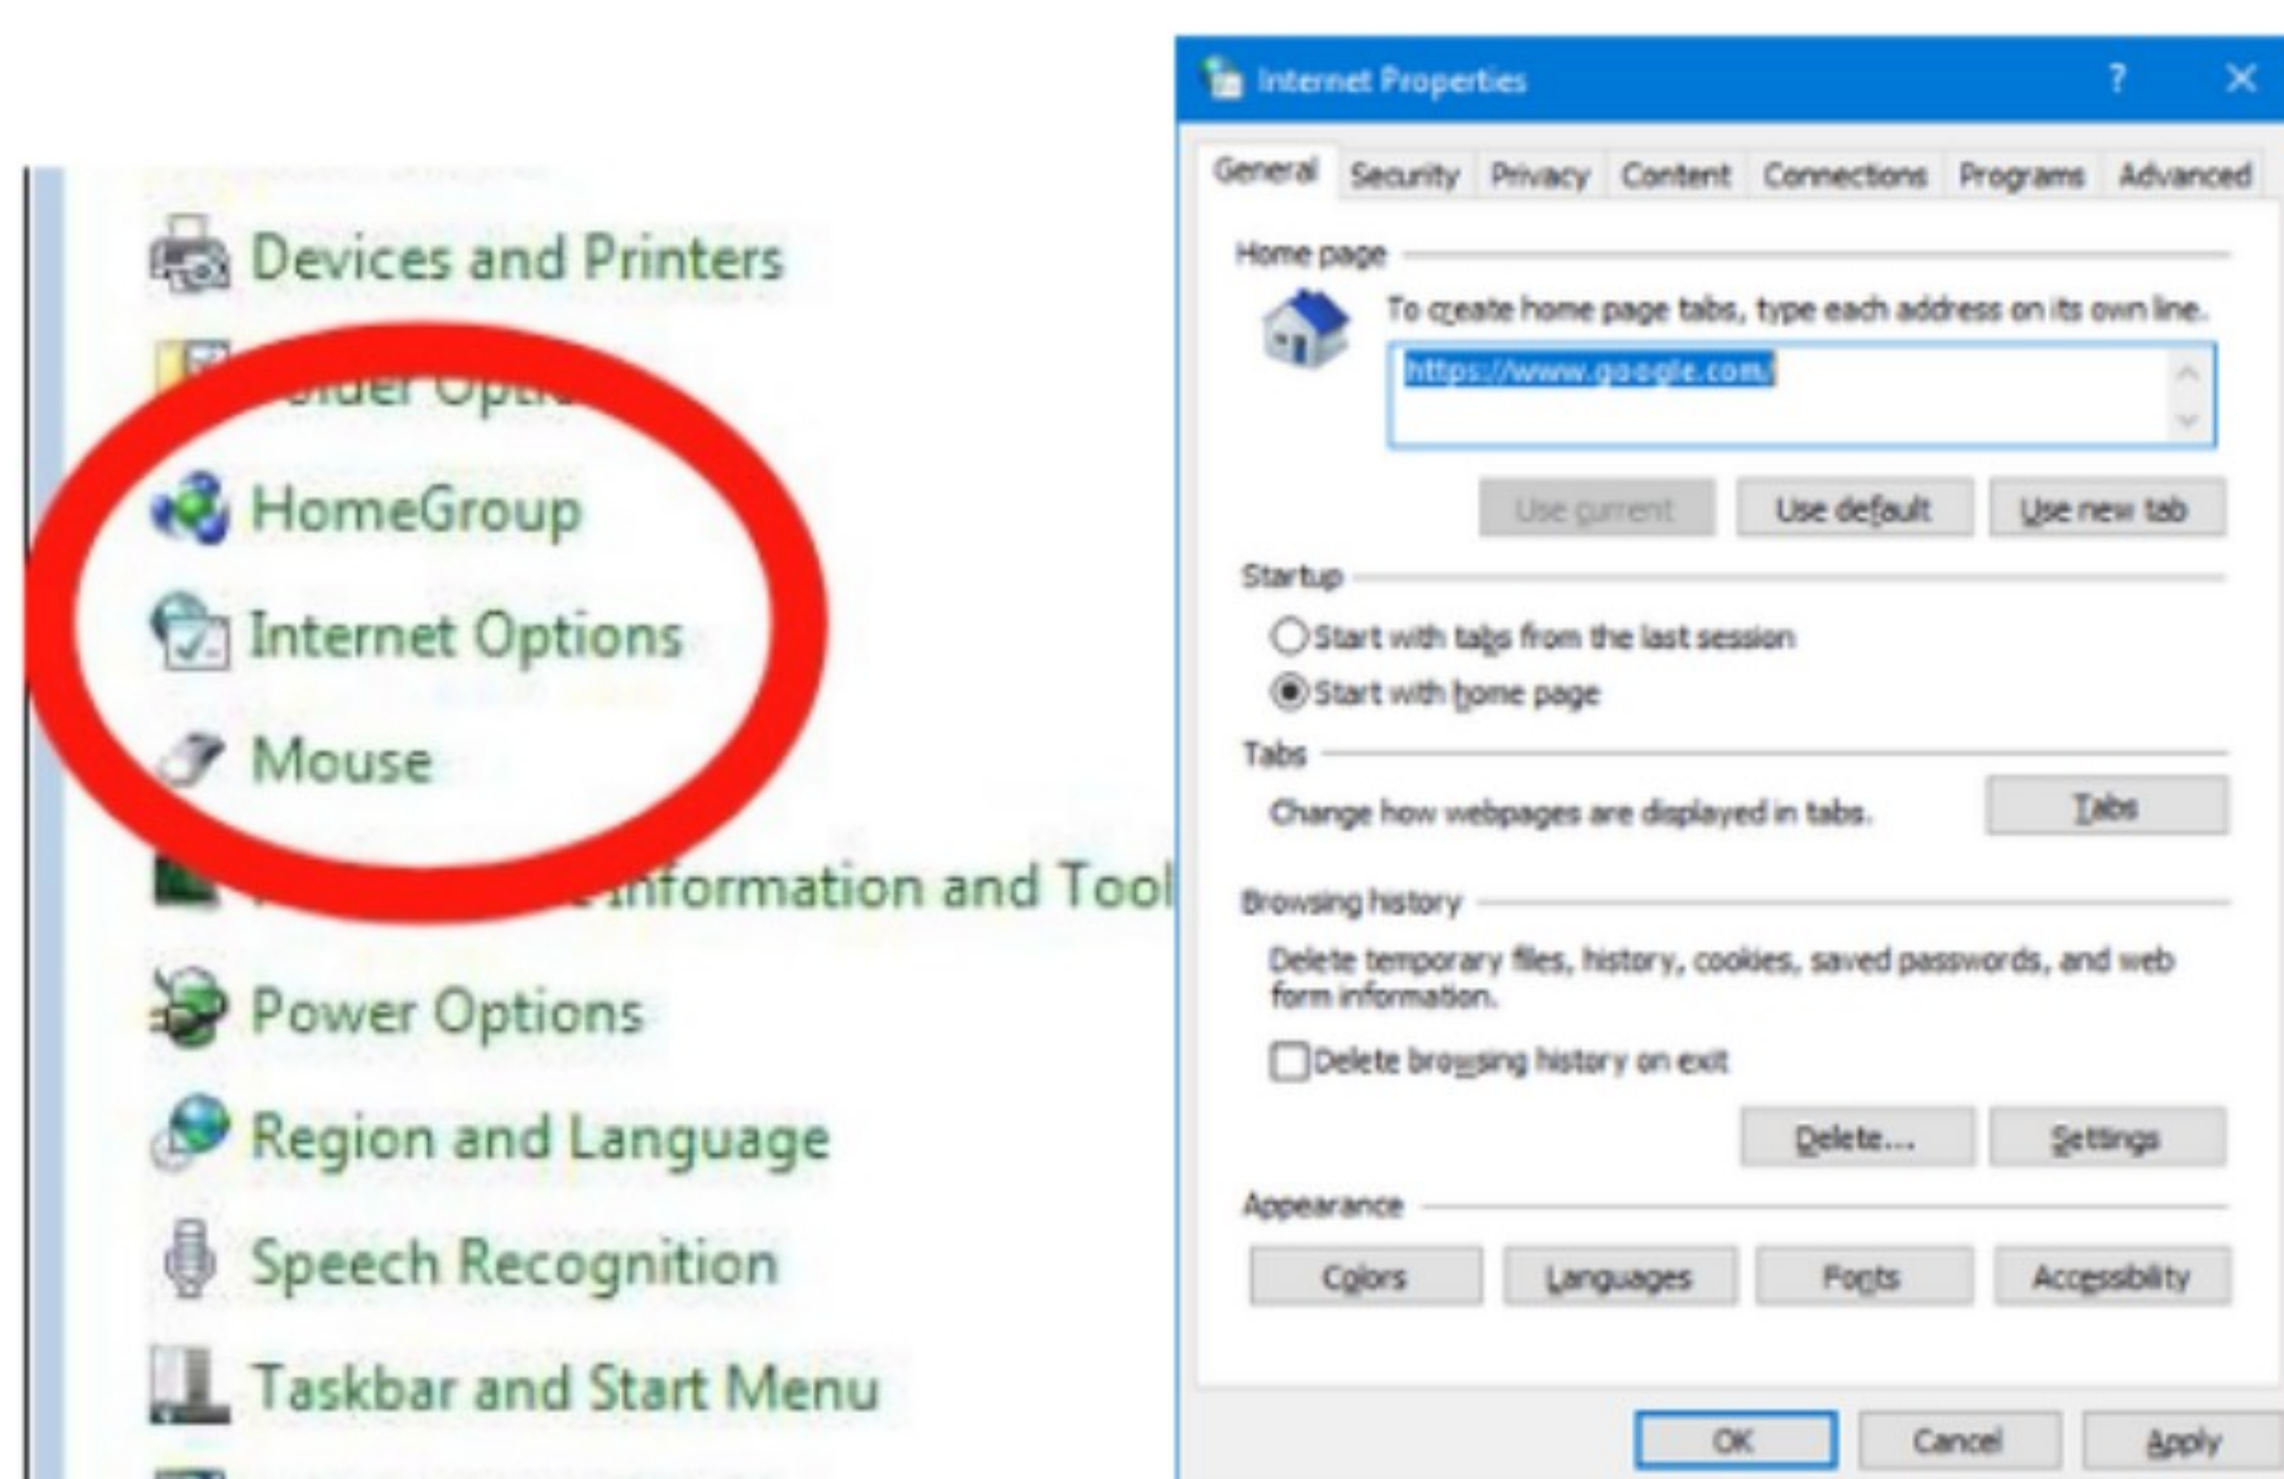 Devices and Printers
HomeGroup
Internet Options
Mouse
Information and Tool
Power Options
Region and Language
Speech Recognition
Taskbar and Start Menu
Internet Properties
General Security Privacy Content Connections Programs Advanced
Home page
To create home page tabs, type each address on its own line.
https://www.google.com/
Use current Use default Use new tab
Startup
Start with tabs from the last session
Start with home page
Tabs
Change how webpages are displayed in tabs.
Tabs
Browsing history
Delete temporary files, history, cookies, saved passwords, and web
form information.
Delete browsing history on exit
Delete... Settings
Appearance
Colors Languages Fonts Accessibility
OK Cancel Apply